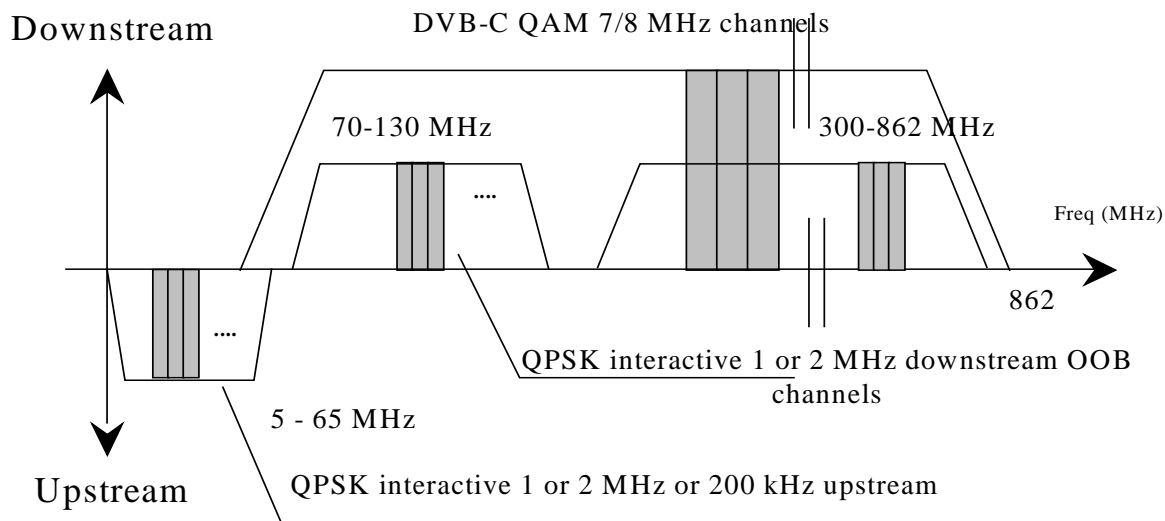 Downstream
DVB-C QAM 7/8 MHz channels
70-130 MHz
300-862 MHz
....
Freq (MHz)
862
....
QPSK interactive 1 or 2 MHz downstream OOB
channels
5 - 65 MHz
Upstream
QPSK interactive 1 or 2 MHz or 200 kHz upstream